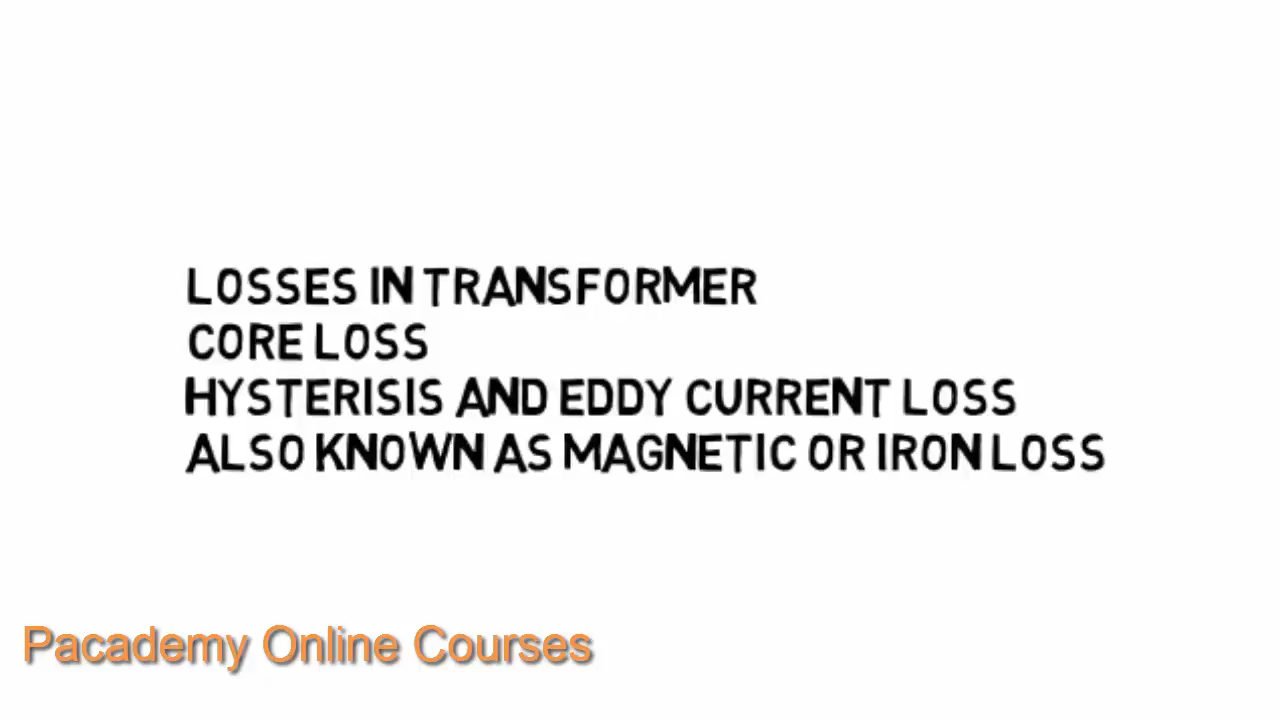 LOSSES IN TRANSFORMER
CORE LOSS
HYSTERISIS AND EDDY CURRENT LOSS
ALSO KNOWN AS MAGNETIC OR IRON LOSS
Pacademy Online Courses